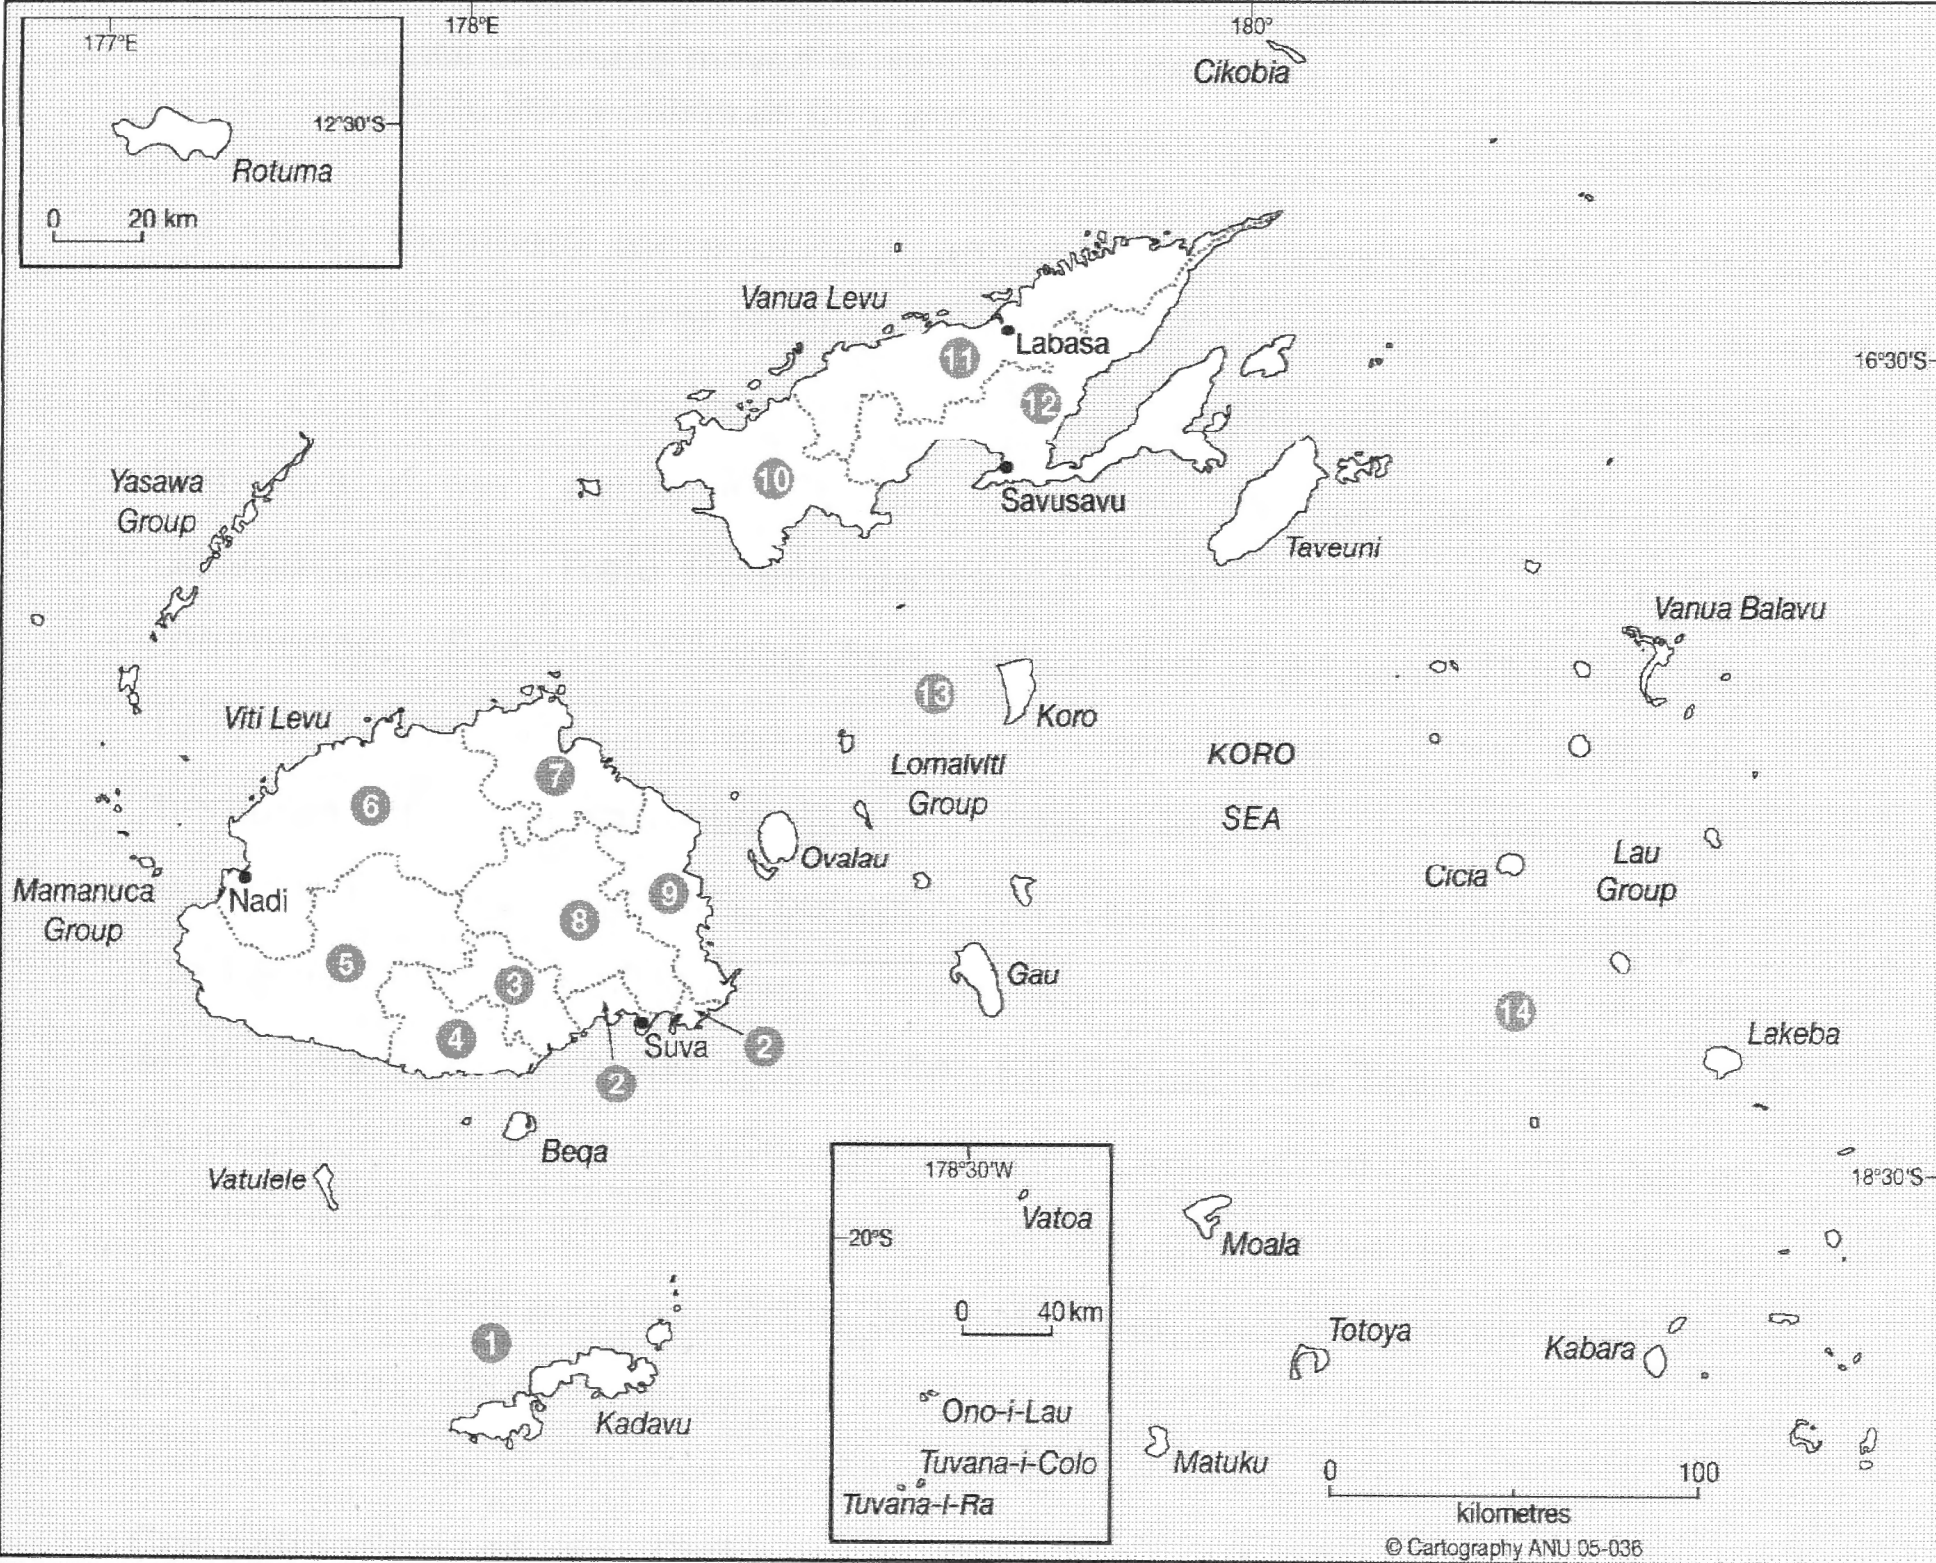 177°E
178°E
180°
Cikobia
12°30'S
Rotuma
0 20 km
Vanua Levu
11
Labasa
16°30'S
12
10
Savusavu
Yasawa
Group
Taveuni
Vanua Balavu
13
Koro
Viti Levu
KORO
SEA
7
Lomaiviti
Group
6
Ovalau
Lau
Group
Cicia
Nadi
9
Mamanuca
Group
8
5
3
Gau
14
4
Suva
2
2
Lakeba
Beqa
Vatulele
178°30'W
18°30'S
Vatoa
20°S
Moala
0 40 km
1
Totoya
Kabara
Kadavu
Ono-i-Lau
Tuvana-i-Colo
Matuku
Tuvana-I-Ra
0 100
kilometres
© Cartography ANU 05-036